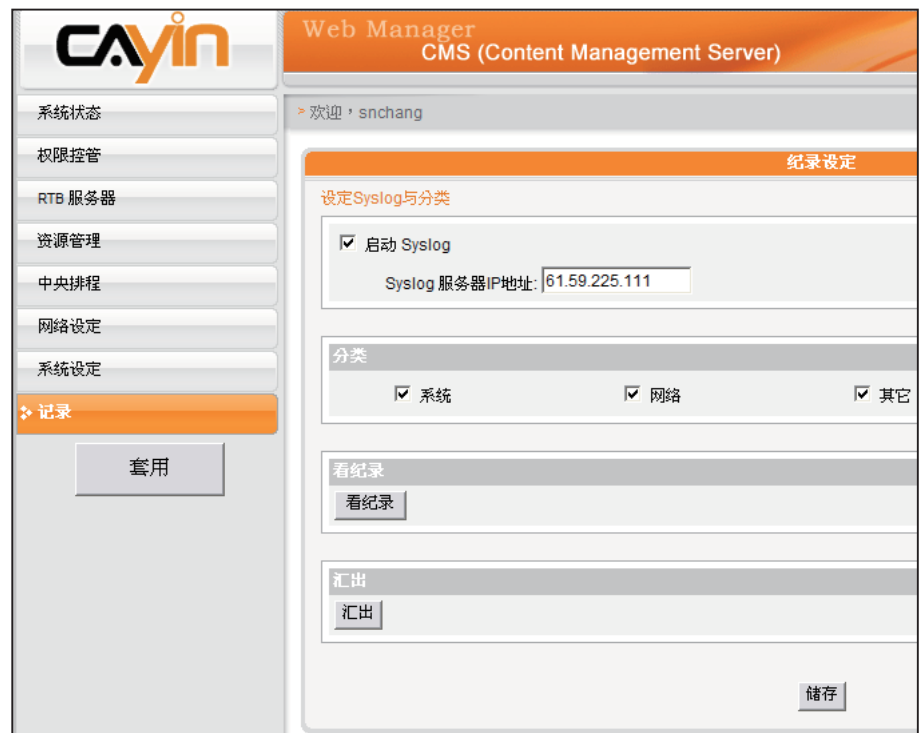 CAYIN
Web Manager
CMS (Content Management Server)
系统状态
权限控管
RTB 服务器
资源管理
中央排程
网络设定
系统设定
记录
套用
欢迎，snchang
纪录设定
设定Syslog与分类
启动 Syslog
Syslog 服务器IP地址: 61.59.225.111
分类
系统 网络 其它
看纪录
看纪录
汇出
汇出
储存